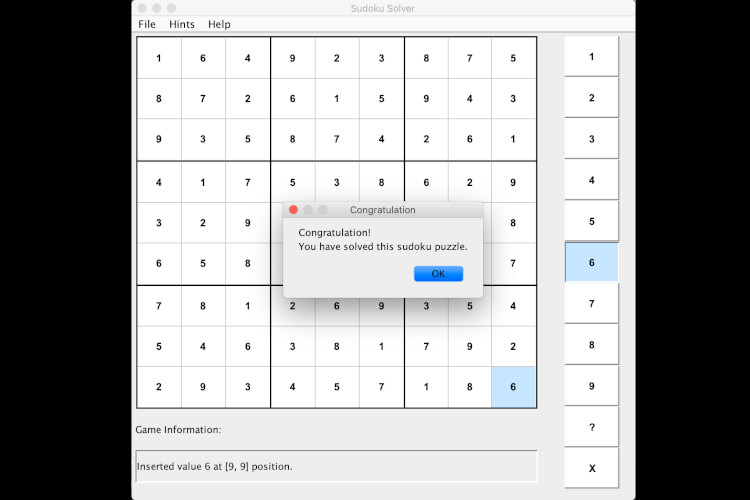 Sudoku Solver
File Hints Help
1 6 4 9 2 3 8 7 5 1
8 7 2 6 1 5 9 4 3 2
9 3 5 8 7 4 2 6 1 3
4 1 7 5 3 8 6 2 9 4
Congratulation
3 2 9 8 5
Congratulation!
You have solved this sudoku puzzle.
6 5 8 7 6
OK
7 8 1 2 6 9 3 5 4 7
5 4 6 3 8 1 7 9 2 8
2 9 3 4 5 7 1 8 6 9
Game Information:
?
Inserted value 6 at [9, 9] position.
X